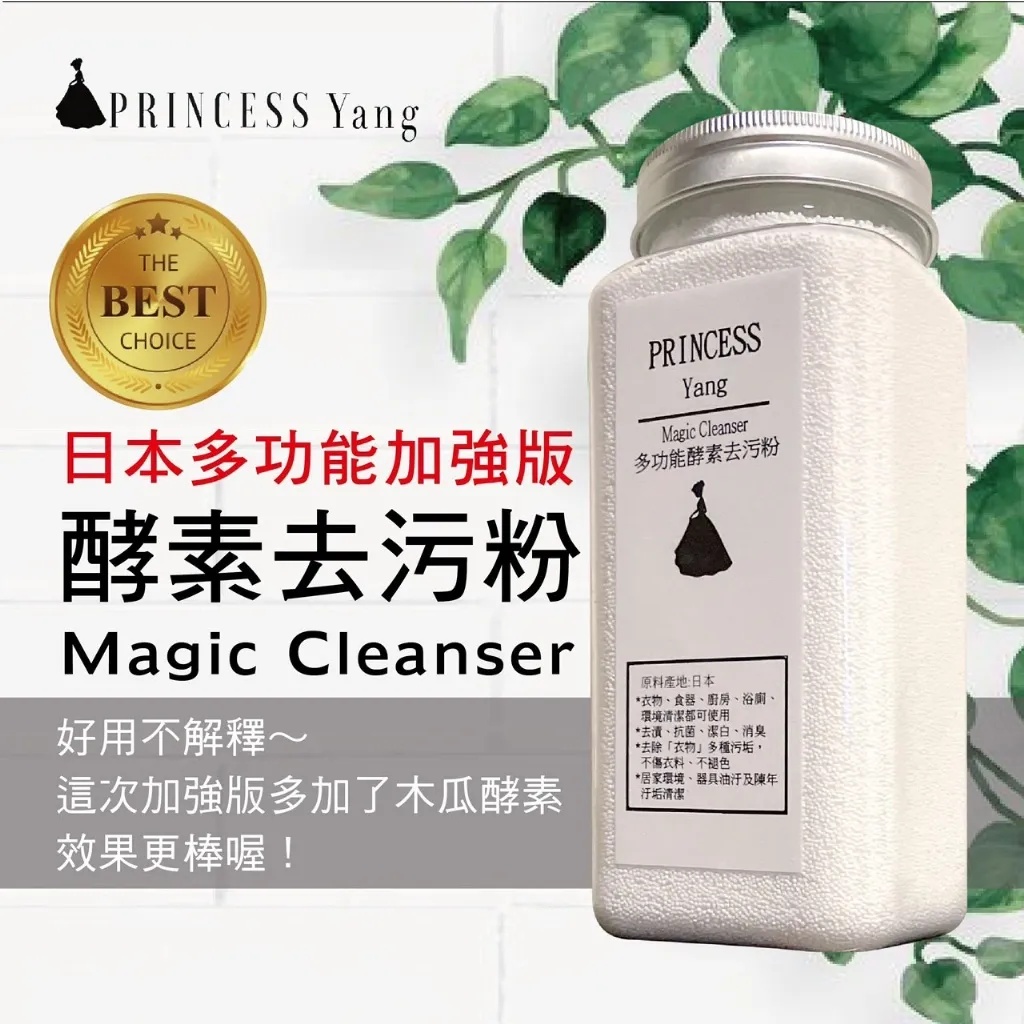 PRINCESS Yang
THE
BEST
CHOICE
日本多功能加強版
酵素去污粉
Magic Cleanser
好用不解釋～
這次加強版多加了木瓜酵素
效果更棒喔！
PRINCESS
Yang
Magic Cleanser
多功能酵素去污粉
原料產地:日本
*衣物、食器、廚房、浴廁、
環境清潔都可使用
*去漬、抗菌、潔白、消臭
*去除「衣物」多種污垢，
不傷衣料、不褪色
*居家環境、器具油汙及陳年
汙垢清潔